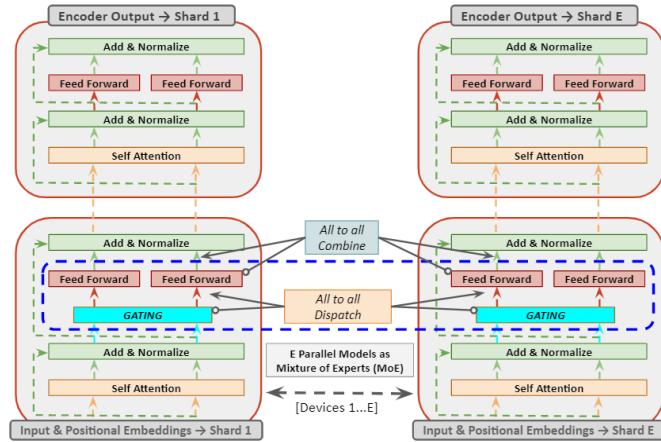 Encoder Output → Shard 1
Add & Normalize
Feed Forward
Feed Forward
Add & Normalize
Self Attention
Add & Normalize
Feed Forward
Feed Forward
GATING
Add & Normalize
Self Attention
Input & Positional Embeddings → Shard 1
All to all
Combine
All to all
Dispatch
E Parallel Models as
Mixture of Experts (MoE)
[Devices 1...E]
Encoder Output → Shard E
Add & Normalize
Feed Forward
Feed Forward
Add & Normalize
Self Attention
Add & Normalize
Feed Forward
Feed Forward
GATING
Add & Normalize
Self Attention
Input & Positional Embeddings → Shard E